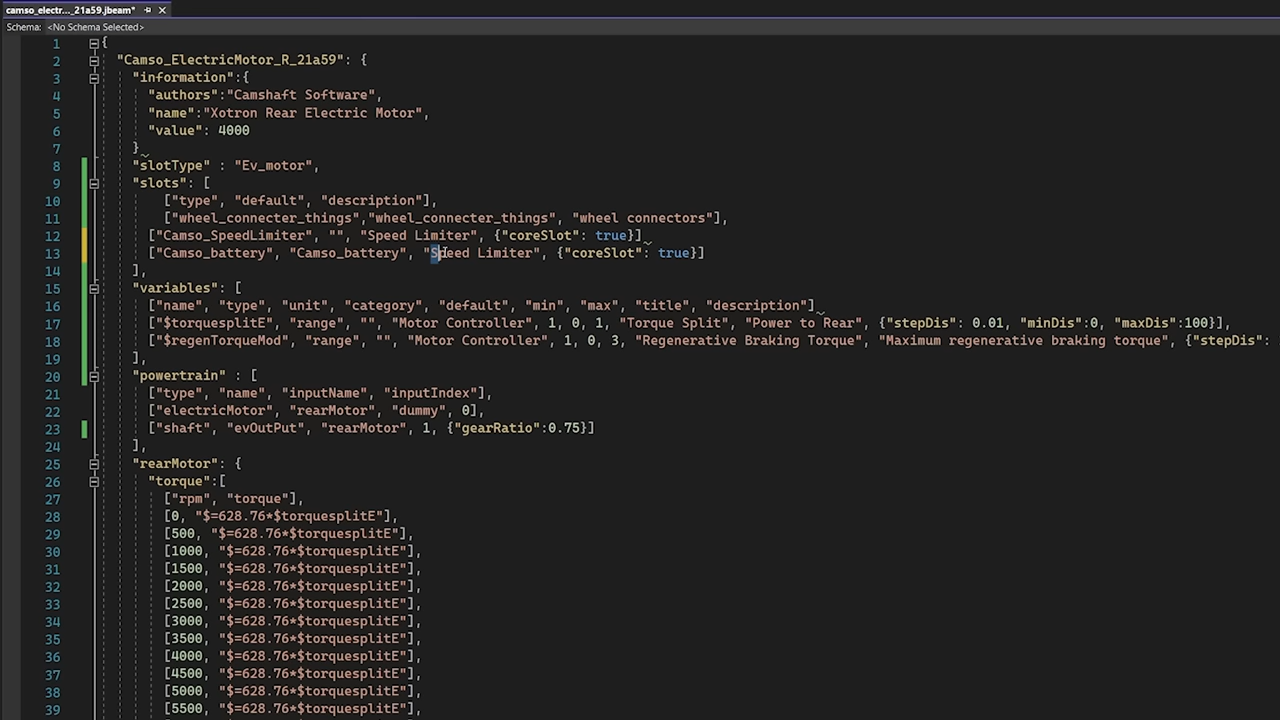 camso_electr..._21a59.jbeam*
Schema: <No Schema Selected>
1 {
2 "Camso_ElectricMotor_R_21a59": {
3 "information":{
4 "authors":"Camshaft Software",
5 "name":"Xotron Rear Electric Motor",
6 "value": 4000
7 }
8 "slotType" : "Ev_motor",
9 "slots": [
10 ["type", "default", "description"],
11 ["wheel_connecter_things","wheel_connecter_things", "wheel connectors"],
12 ["Camso_SpeedLimiter", "", "Speed Limiter", {"coreSlot": true}]
13 ["Camso_battery", "Camso_battery", "Speed Limiter", {"coreSlot": true}]
14 ],
15 "variables": [
16 ["name", "type", "unit", "category", "default", "min", "max", "title", "description"]
17 ["$torquesplitE", "range", "", "Motor Controller", 1, 0, 1, "Torque Split", "Power to Rear", {"stepDis": 0.01, "minDis":0, "maxDis":100}],
18 ["$regenTorqueMod", "range", "", "Motor Controller", 1, 0, 3, "Regenerative Braking Torque", "Maximum regenerative braking torque", {"stepDis":
19 ],
20 "powertrain" : [
21 ["type", "name", "inputName", "inputIndex"],
22 ["electricMotor", "rearMotor", "dummy", 0],
23 ["shaft", "evOutPut", "rearMotor", 1, {"gearRatio":0.75}]
24 ],
25 "rearMotor": {
26 "torque":[
27 ["rpm", "torque"],
28 [0, "$=628.76*$torquesplitE"],
29 [500, "$=628.76*$torquesplitE"],
30 [1000, "$=628.76*$torquesplitE"],
31 [1500, "$=628.76*$torquesplitE"],
32 [2000, "$=628.76*$torquesplitE"],
33 [2500, "$=628.76*$torquesplitE"],
34 [3000, "$=628.76*$torquesplitE"],
35 [3500, "$=628.76*$torquesplitE"],
36 [4000, "$=628.76*$torquesplitE"],
37 [4500, "$=628.76*$torquesplitE"],
38 [5000, "$=628.76*$torquesplitE"],
39 [5500, "$=628.76*$torquesplitE"],